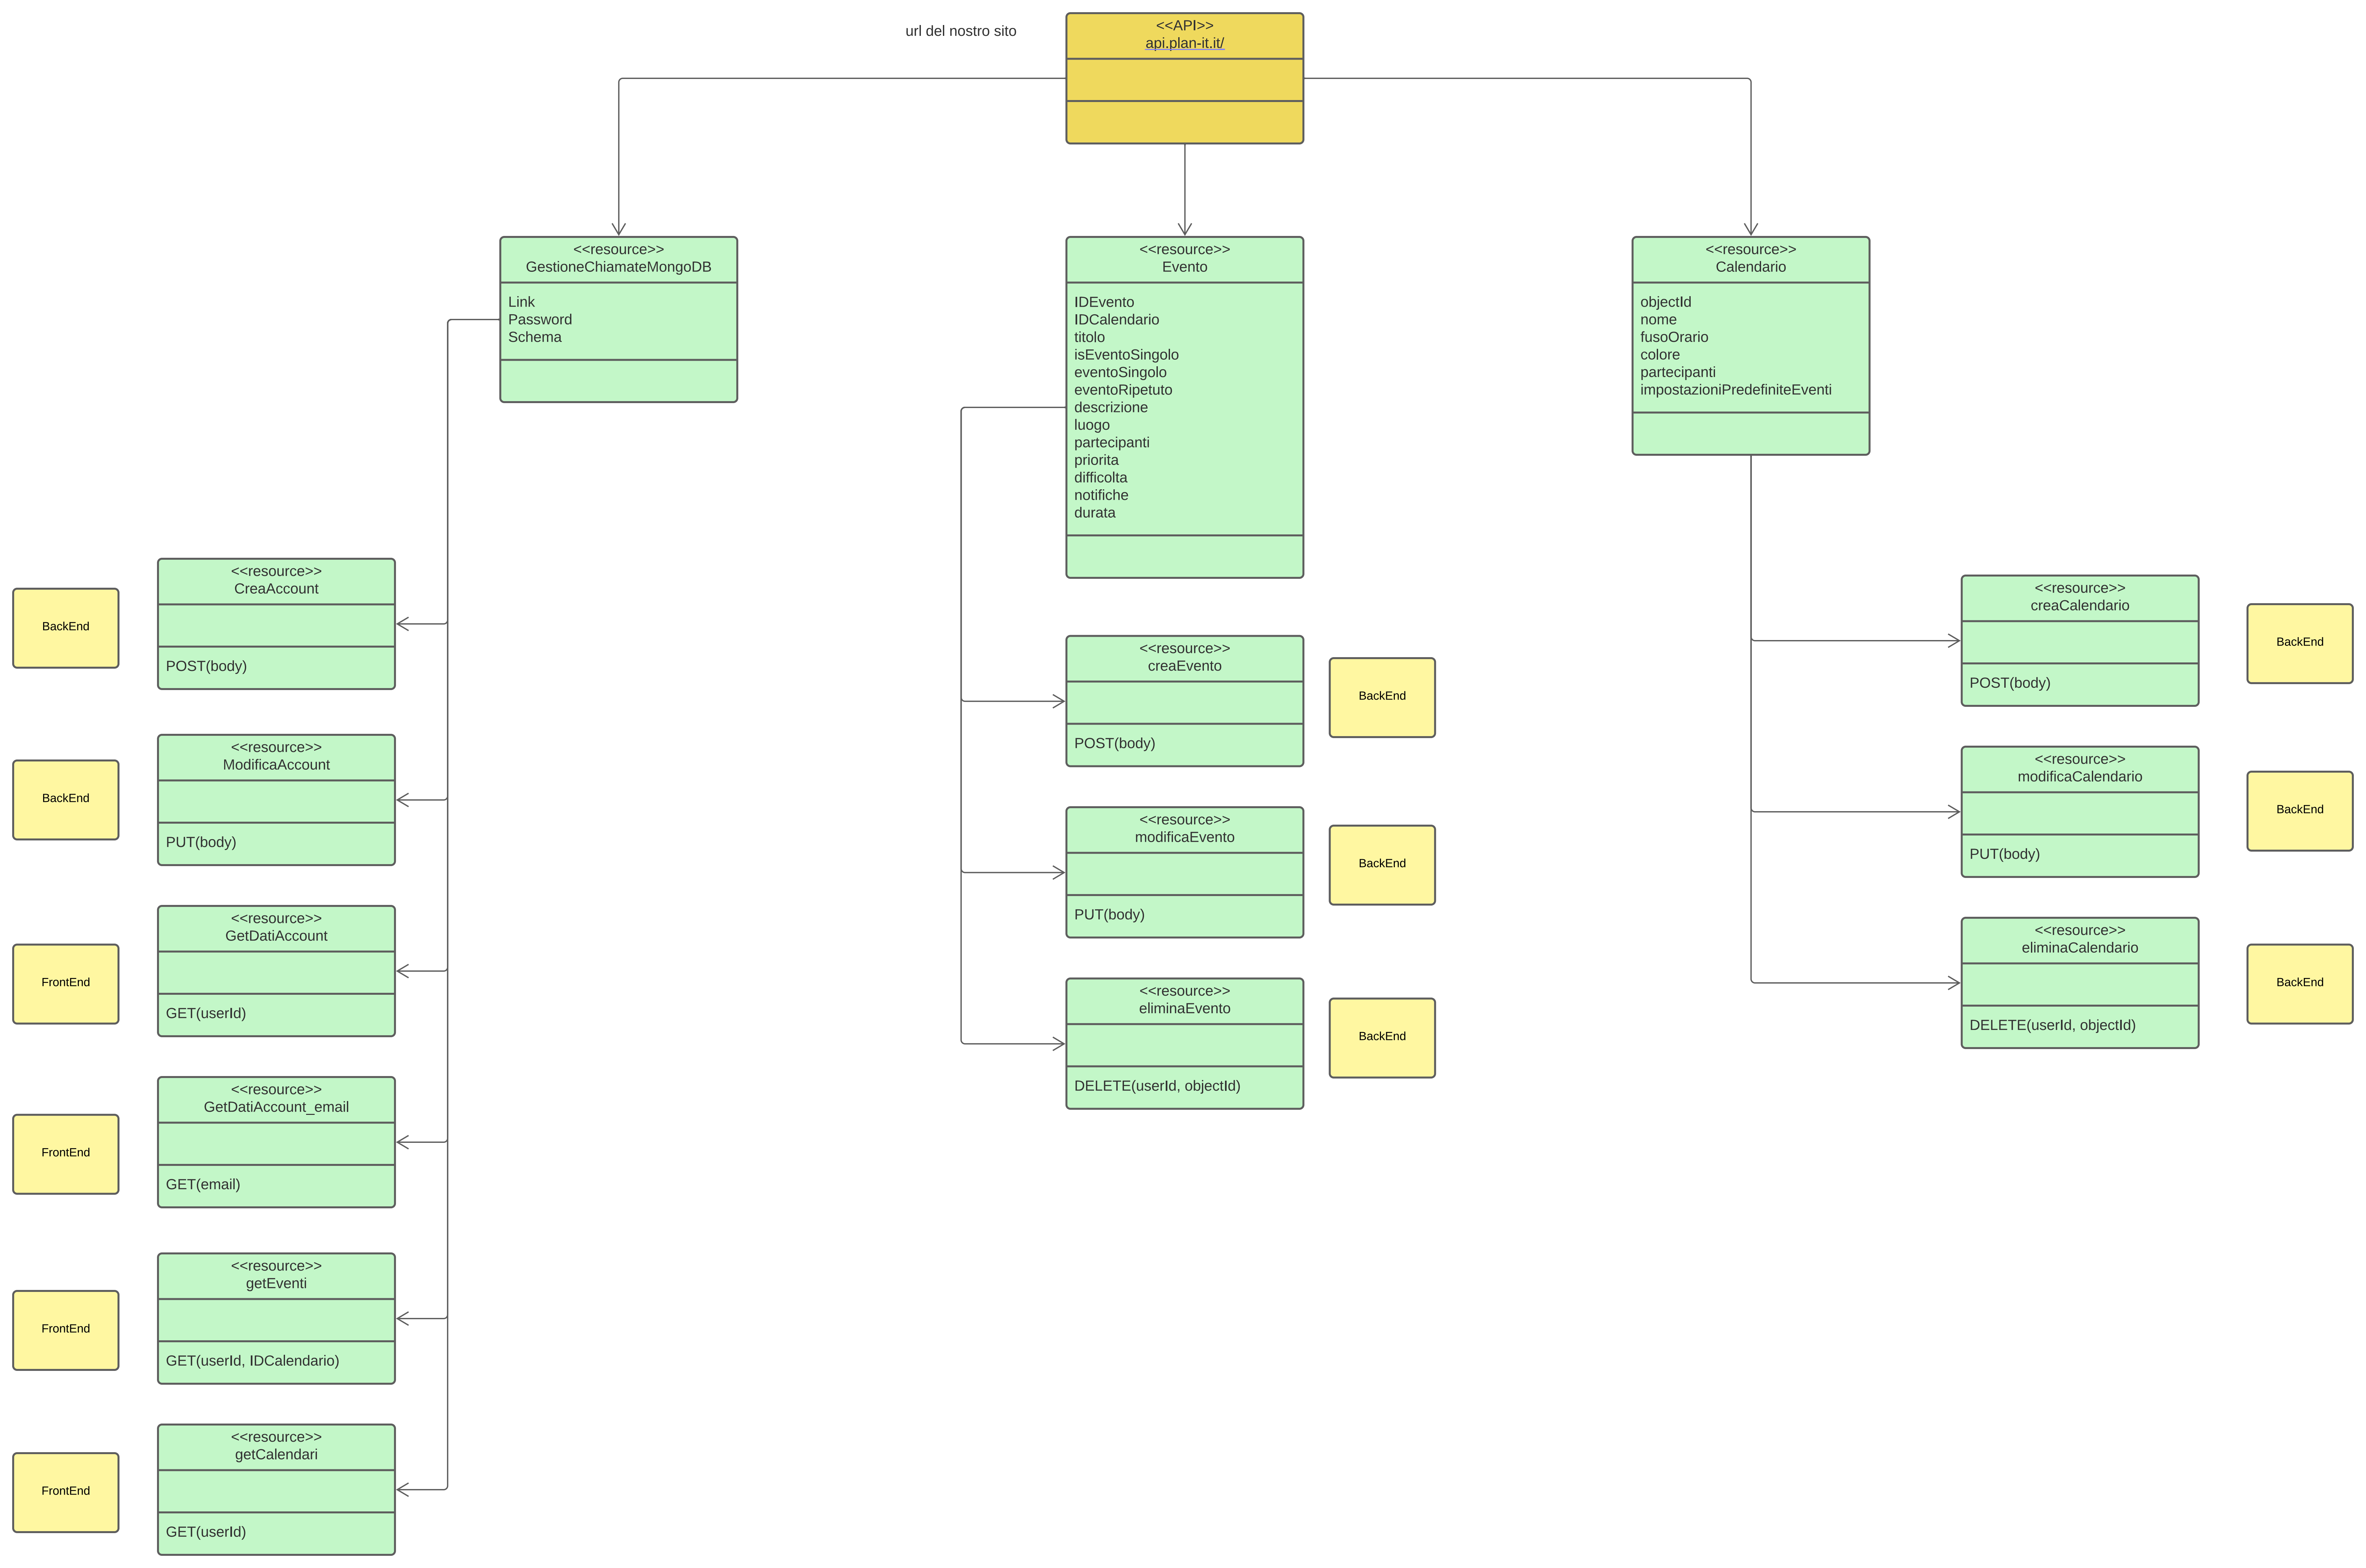 url del nostro sito
<<API>>
api.plan-it.it/
<<resource>>
GestioneChiamateMongoDB
Link
Password
Schema
<<resource>>
Evento
IDEvento
IDCalendario
titolo
isEventoSingolo
eventoSingolo
eventoRipetuto
descrizione
luogo
partecipanti
priorita
difficolta
notifiche
durata
<<resource>>
Calendario
objectId
nome
fusoOrario
colore
partecipanti
impostazioniPredefiniteEventi
BackEnd
<<resource>>
CreaAccount
POST(body)
BackEnd
<<resource>>
ModificaAccount
PUT(body)
FrontEnd
<<resource>>
GetDatiAccount
GET(userId)
FrontEnd
<<resource>>
GetDatiAccount_email
GET(email)
FrontEnd
<<resource>>
getEventi
GET(userId, IDCalendario)
FrontEnd
<<resource>>
getCalendari
GET(userId)
<<resource>>
creaEvento
POST(body)
BackEnd
<<resource>>
modificaEvento
PUT(body)
BackEnd
<<resource>>
eliminaEvento
DELETE(userId, objectId)
BackEnd
<<resource>>
creaCalendario
POST(body)
BackEnd
<<resource>>
modificaCalendario
PUT(body)
BackEnd
<<resource>>
eliminaCalendario
DELETE(userId, objectId)
BackEnd